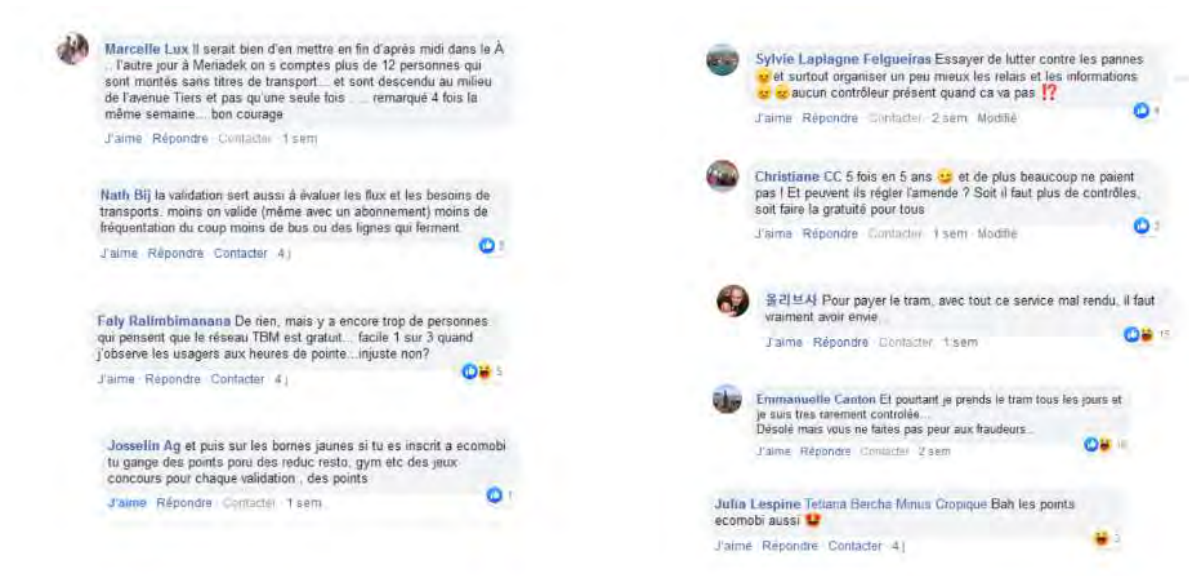 Marcelle Lux Il serait bien d'en mettre en fin d'après midi dans le À
.. l'autre jour à Meriadek on s comptes plus de 12 personnes qui
sont montés sans titres de transport.... et sont descendu au milieu
de l'avenue Tiers et pas qu'une seule fois ...... remarqué 4 fois la
même semaine.... bon courage
J'aime Répondre Contacter 1 sem
Nath Bij la validation sert aussi à évaluer les flux et les besoins de
transports. moins on valide (même avec un abonnement) moins de
fréquentation du coup moins de bus ou des lignes qui ferment
J'aime Répondre Contacter 4 j
Faly Ralimbimanana De rien, mais y a encore trop de personnes
qui pensent que le réseau TBM est gratuit.... facile 1 sur 3 quand
j'observe les usagers aux heures de pointe...injuste non?
J'aime Répondre Contacter 4 j
5
Josselin Ag et puis sur les bornes jaunes si tu es inscrit a ecomobi
tu gange des points poru des reduc resto, gym etc des jeux
concours pour chaque validation , des points
J'aime Répondre Contacter 1 sem
1
Sylvie Laplagne Felgueiras Essayer de lutter contre les pannes
😠et surtout organiser un peu mieux les relais et les informations
😠 😠 aucun contrôleur présent quand ca va pas ⁉️
J'aime Répondre Contacter 2 sem Modifié
Christiane CC 5 fois en 5 ans 😉 et de plus beaucoup ne paient
pas ! Et peuvent ils régler l'amende ? Soit il faut plus de contrôles,
soit faire la gratuité pour tous
J'aime Répondre Contacter 1 sem Modifié
올리브사 Pour payer le tram, avec tout ce service mal rendu, il faut
vraiment avoir envie...
J'aime Répondre Contacter 1 sem
15
Emmanuelle Canton Et pourtant je prends le tram tous les jours et
je suis tres rarement controlée...
Désolé mais vous ne faites pas peur aux fraudeurs...
J'aime Répondre Contacter 2 sem
Julia Lespine Tetiana Bercha Minus Cropique Bah les points
ecomobi aussi 🤩
J'aime Répondre Contacter 4 j